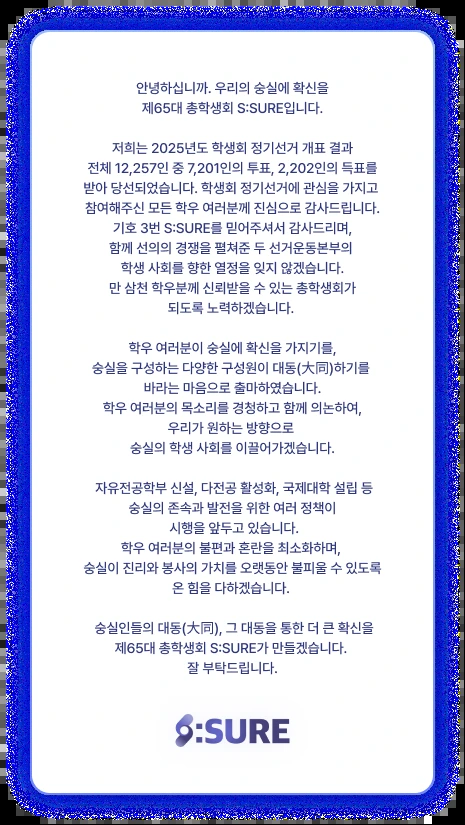 안녕하십니까. 우리의 숭실에 확신을
제65대 총학생회 S:SURE입니다.
저희는 2025년도 학생회 정기선거 개표 결과
전체 12,257인 중 7,201인의 투표, 2,202인의 득표를
받아 당선되었습니다. 학생회 정기선거에 관심을 가지고
참여해주신 모든 학우 여러분께 진심으로 감사드립니다.
기호 3번 S:SURE를 믿어주셔서 감사드리며,
함께 선의의 경쟁을 펼쳐준 두 선거운동본부의
학생 사회를 향한 열정을 잊지 않겠습니다.
만 삼천 학우분께 신뢰받을 수 있는 총학생회가
되도록 노력하겠습니다.
학우 여러분이 숭실에 확신을 가지기를,
숭실을 구성하는 다양한 구성원이 대동(大同)하기를
바라는 마음으로 출마하였습니다.
학우 여러분의 목소리를 경청하고 함께 의논하여,
우리가 원하는 방향으로
숭실의 학생 사회를 이끌어가겠습니다.
자유전공학부 신설, 다전공 활성화, 국제대학 설립 등
숭실의 존속과 발전을 위한 여러 정책이
시행을 앞두고 있습니다.
학우 여러분의 불편과 혼란을 최소화하며,
숭실이 진리와 봉사의 가치를 오랫동안 불피울 수 있도록
온 힘을 다하겠습니다.
숭실인들의 대동(大同), 그 대동을 통한 더 큰 확신을
제65대 총학생회 S:SURE가 만들겠습니다.
잘 부탁드립니다.
S:SURE